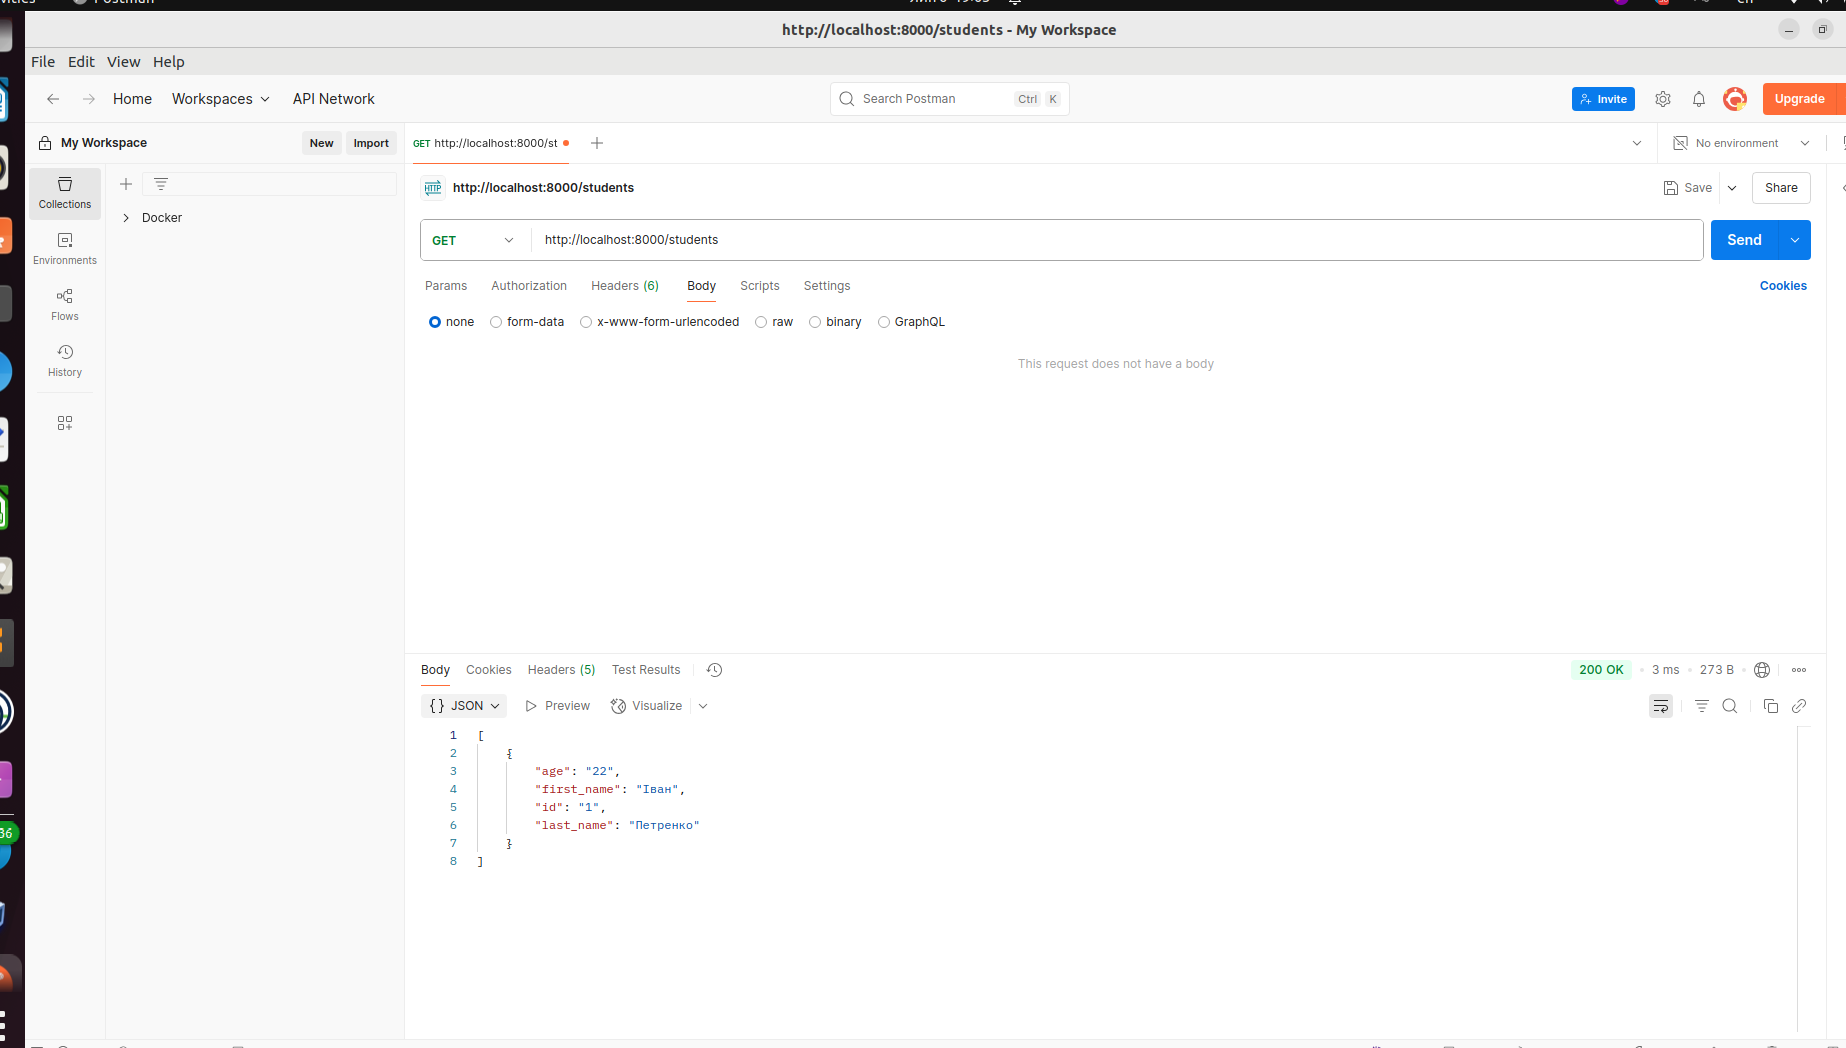 Postman
http://localhost:8000/students - My Workspace
File Edit View Help
Home Workspaces API Network
Search Postman Ctrl K
Invite
Upgrade
My Workspace
New Import
GET http://localhost:8000/st
No environment
Collections
Docker
Environments
Flows
History
HTTP http://localhost:8000/students
Save Share
GET http://localhost:8000/students
Send
Params Authorization Headers (6) Body Scripts Settings
Cookies
none form-data x-www-form-urlencoded raw binary GraphQL
This request does not have a body
Body Cookies Headers (5) Test Results
200 OK • 3 ms • 273 B
{} JSON Preview Visualize
1 [
2 {
3 "age": "22",
4 "first_name": "Іван",
5 "id": "1",
6 "last_name": "Петренко"
7 }
8 ]
36